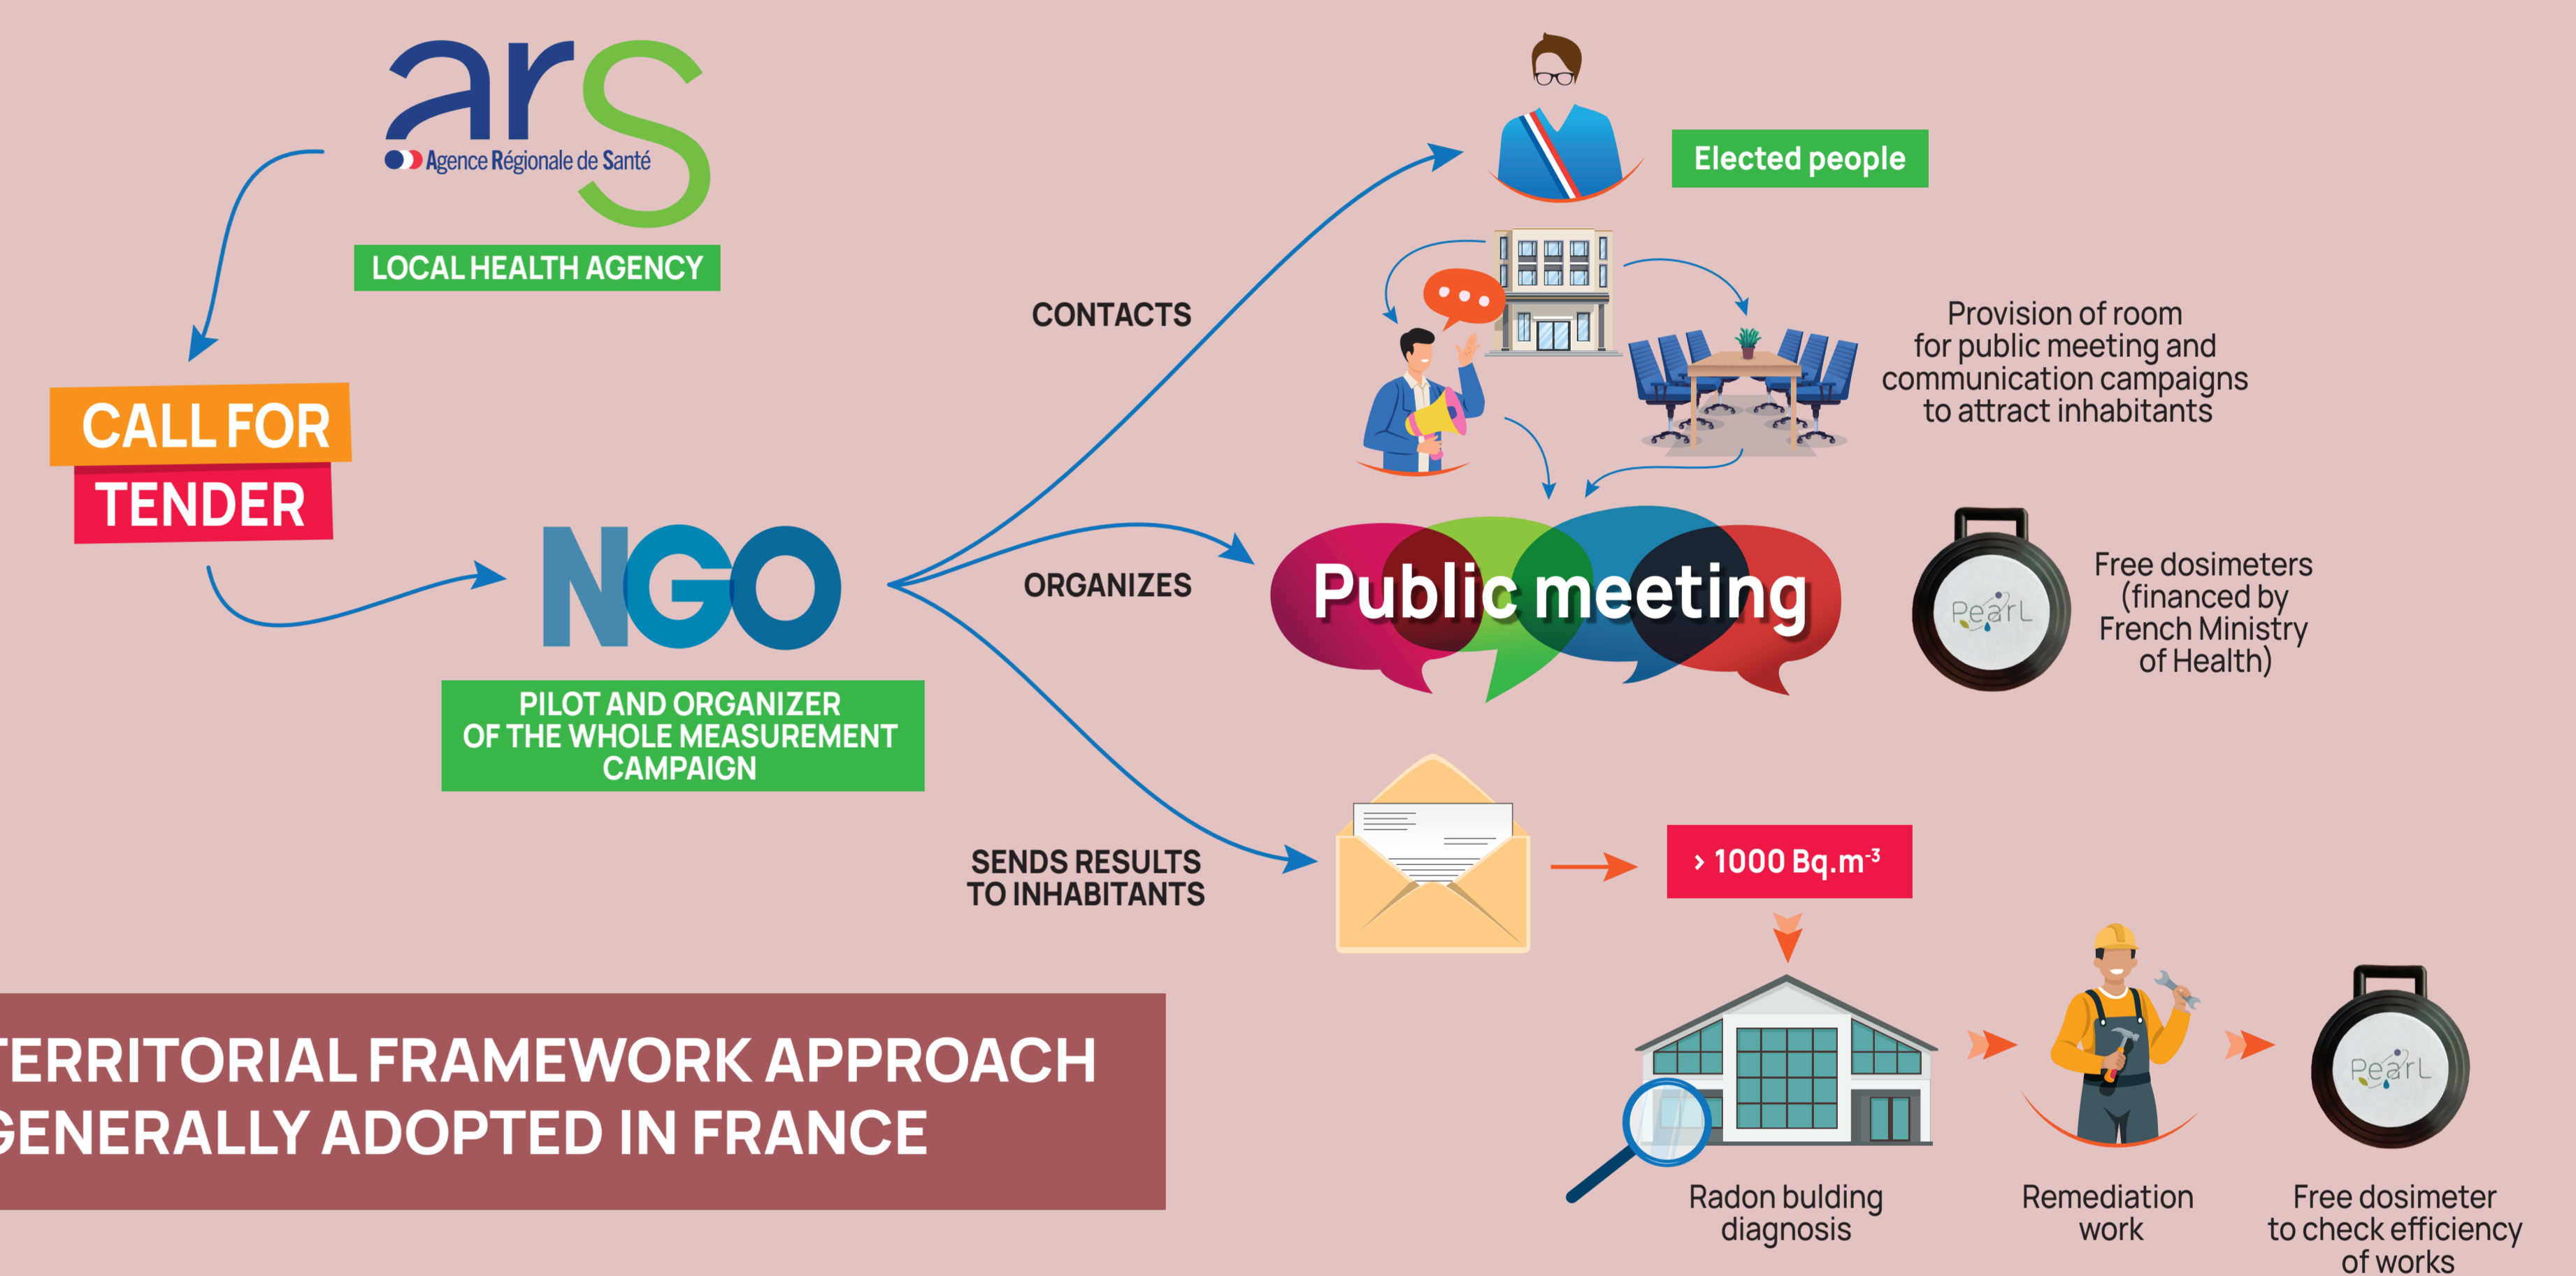 ars
Agence Régionale de Santé
LOCAL HEALTH AGENCY
CALL FOR
TENDER
NGO
PILOT AND ORGANIZER
OF THE WHOLE MEASUREMENT
CAMPAIGN
CONTACTS
Elected people
Provision of room
for public meeting and
communication campaigns
to attract inhabitants
ORGANIZES
Public meeting
PearL
Free dosimeters
(financed by
French Ministry
of Health)
SENDS RESULTS
TO INHABITANTS
> 1000 Bq.m⁻³
Radon bulding
diagnosis
Remediation
work
PearL
Free dosimeter
to check efficiency
of works
TERRITORIAL FRAMEWORK APPROACH
GENERALLY ADOPTED IN FRANCE